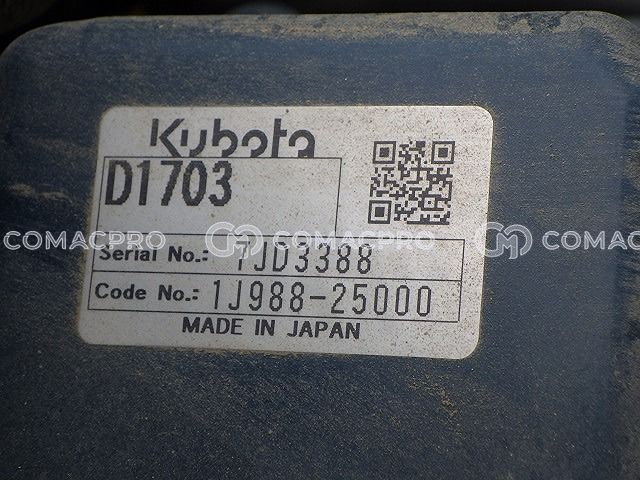 Kubota
D1703
COMACPRO COMACPRO COMACPRO
Serial No.: 7JD3388
Code No.: 1J988-25000
MADE IN JAPAN